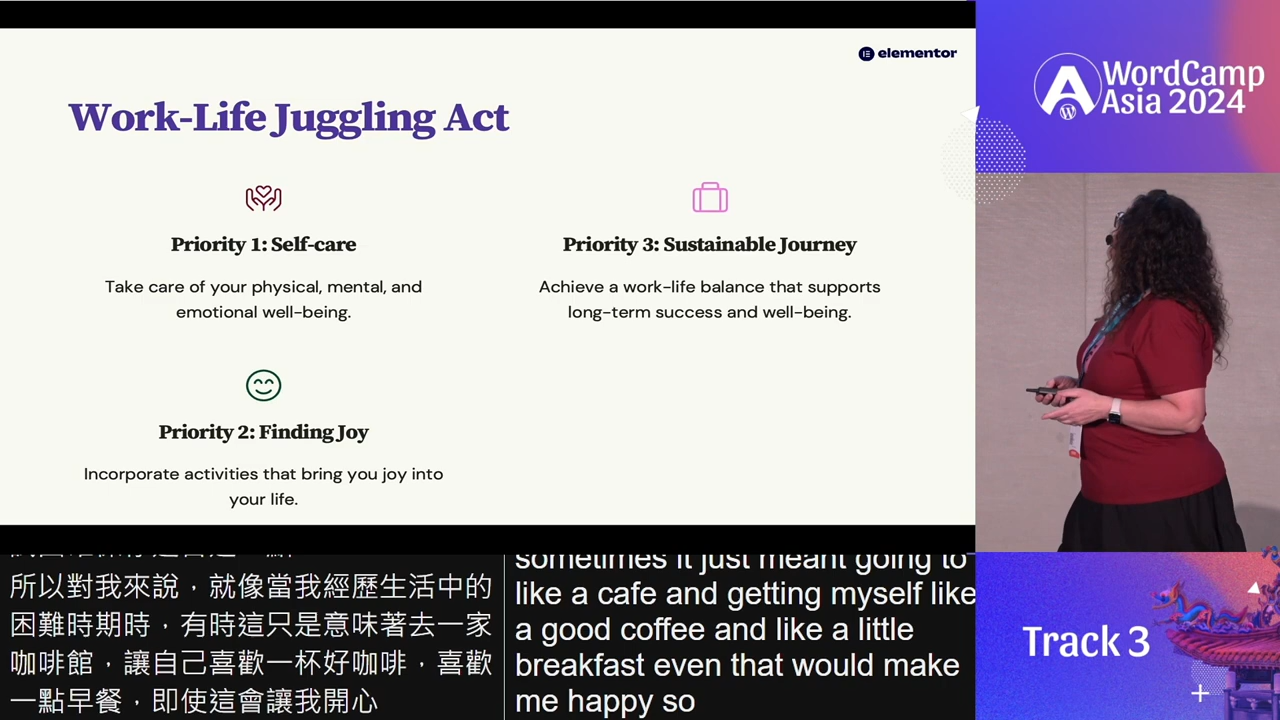 elementor
Work-Life Juggling Act
Priority 1: Self-care
Take care of your physical, mental, and
emotional well-being.
Priority 2: Finding Joy
Incorporate activities that bring you joy into
your life.
Priority 3: Sustainable Journey
Achieve a work-life balance that supports
long-term success and well-being.
WordCamp
Asia 2024
所以對我來說，就像當我經歷生活中的
困難時期時，有時這只是意味著去一家
咖啡館，讓自己喜歡一杯好咖啡，喜歡
一點早餐，即使這會讓我開心
sometimes it just meant going to
like a cafe and getting myself like
a good coffee and like a little
breakfast even that would make
me happy so
Track 3